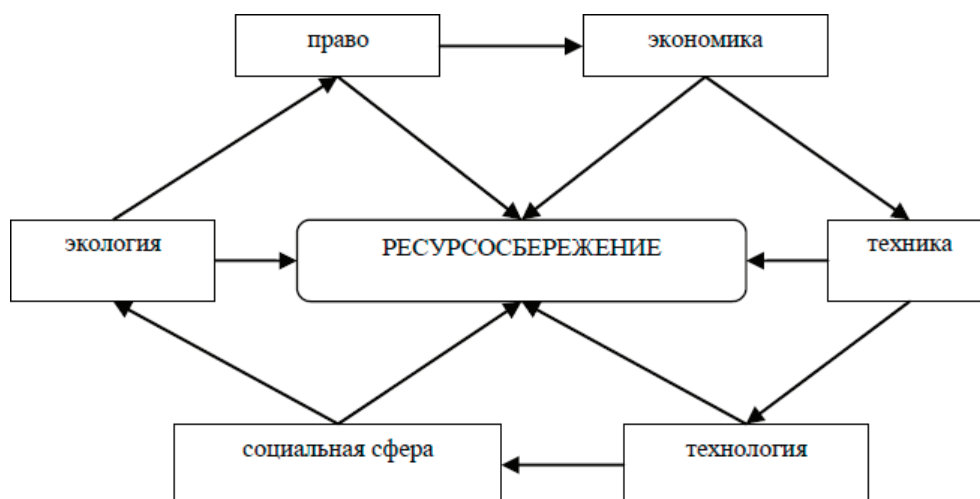 право
экономика
экология
РЕСУРСОСБЕРЕЖЕНИЕ
техника
социальная сфера
технология